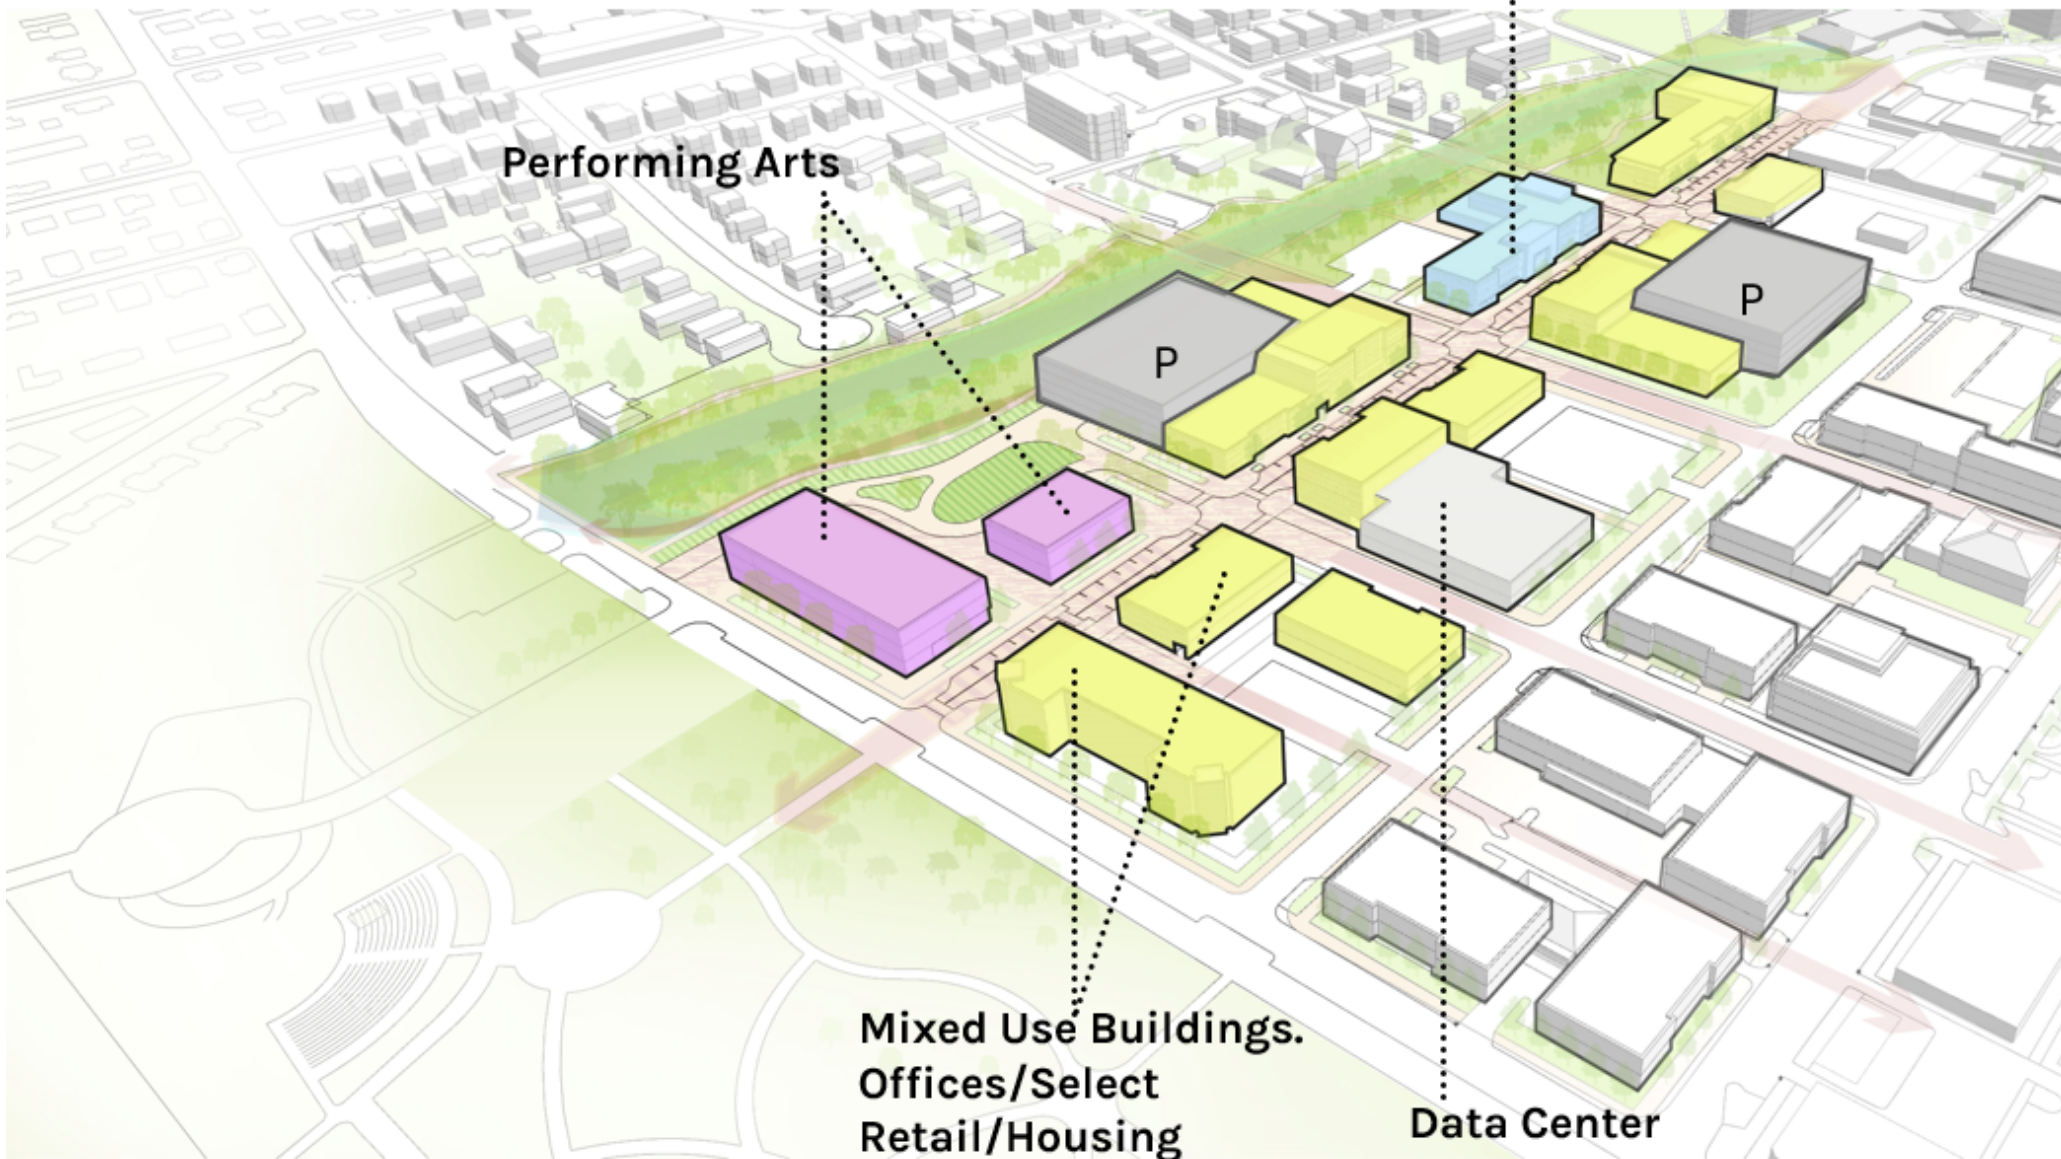 Performing Arts
P
P
Mixed Use Buildings.
Offices/Select
Retail/Housing
Data Center